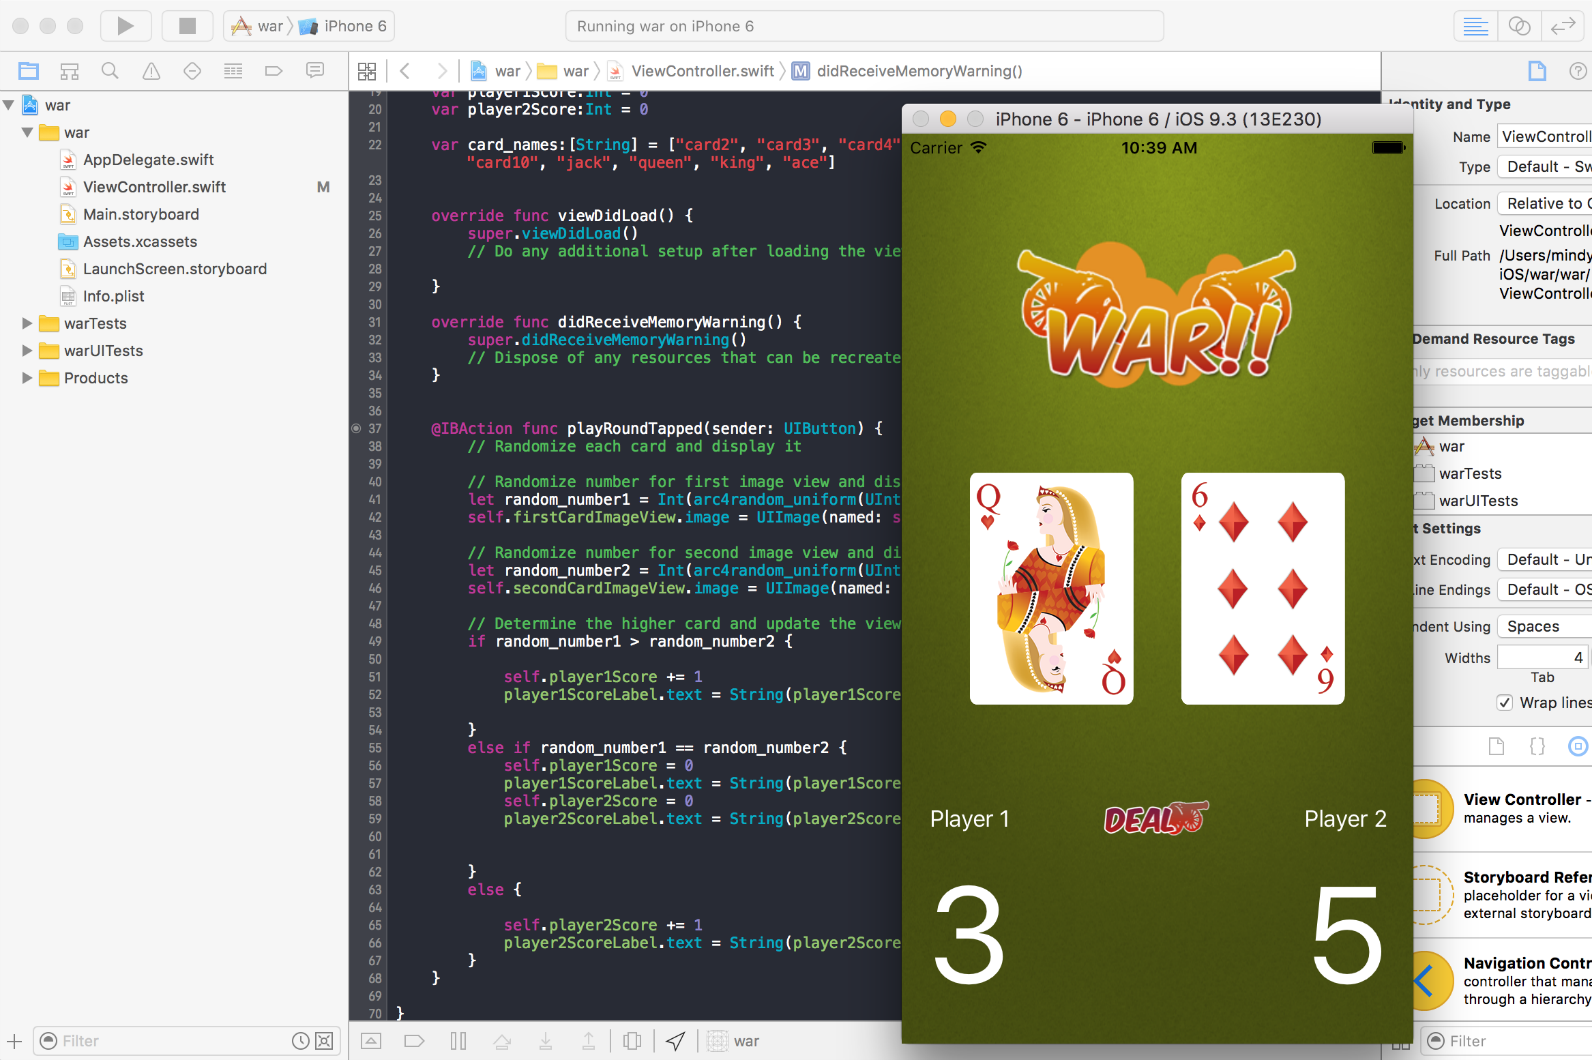 war
iPhone 6
Running war on iPhone 6
war
war
ViewController.swift
M
didReceiveMemoryWarning()
war
war
AppDelegate.swift
ViewController.swift
M
Main.storyboard
Assets.xcassets
LaunchScreen.storyboard
Info.plist
warTests
warUITests
Products
Filter
19 var player1Score:Int = 0
20 var player2Score:Int = 0
21
22 var card_names:[String] = ["card2", "card3", "card4"
"card10", "jack", "queen", "king", "ace"]
23
24
25 override func viewDidLoad() {
26 super.viewDidLoad()
27 // Do any additional setup after loading the vie
28
29 }
30
31 override func didReceiveMemoryWarning() {
32 super.didReceiveMemoryWarning()
33 // Dispose of any resources that can be recreate
34 }
35
36
37 @IBAction func playRoundTapped(sender: UIButton) {
38 // Randomize each card and display it
39
40 // Randomize number for first image view and dis
41 let random_number1 = Int(arc4random_uniform(UInt
42 self.firstCardImageView.image = UIImage(named: s
43
44 // Randomize number for second image view and di
45 let random_number2 = Int(arc4random_uniform(UInt
46 self.secondCardImageView.image = UIImage(named:
47
48 // Determine the higher card and update the view
49 if random_number1 > random_number2 {
50
51 self.player1Score += 1
52 player1ScoreLabel.text = String(player1Score
53
54 }
55 else if random_number1 == random_number2 {
56 self.player1Score = 0
57 player1ScoreLabel.text = String(player1Score
58 self.player2Score = 0
59 player2ScoreLabel.text = String(player2Score
60
61
62 }
63 else {
64
65 self.player2Score += 1
66 player2ScoreLabel.text = String(player2Score
67 }
68 }
69
70 }
war
iPhone 6 - iPhone 6 / iOS 9.3 (13E230)
Carrier
10:39 AM
WAR!!
Q
Q
6
6
Player 1
DEAL
Player 2
3
5
Identity and Type
Name ViewControll
Type Default - Sw
Location Relative to G
ViewControlle
Full Path /Users/mindy
iOS/war/war/
ViewControlle
Demand Resource Tags
nly resources are taggabl
get Membership
war
warTests
warUITests
t Settings
xt Encoding Default - Un
ine Endings Default - OS
ndent Using Spaces
Widths 4
Tab
Wrap lines
View Controller -
manages a view.
Storyboard Refer
placeholder for a vi
external storyboard
Navigation Contr
controller that mana
through a hierarchy
Filter